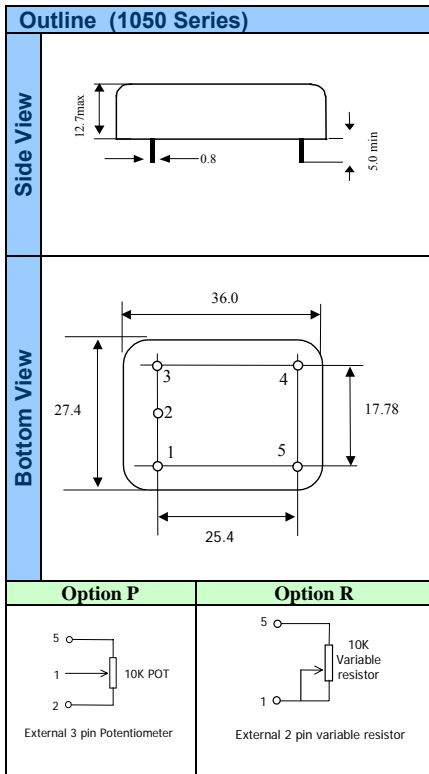 Outline (1050 Series)
Side View
12.7max
0.8
5.0 min
Bottom View
36.0
3
4
27.4
2
17.78
1
5
25.4
Option P
Option R
5
1
10K POT
2
External 3 pin Potentiometer
5
10K
Variable
resistor
1
External 2 pin variable resistor